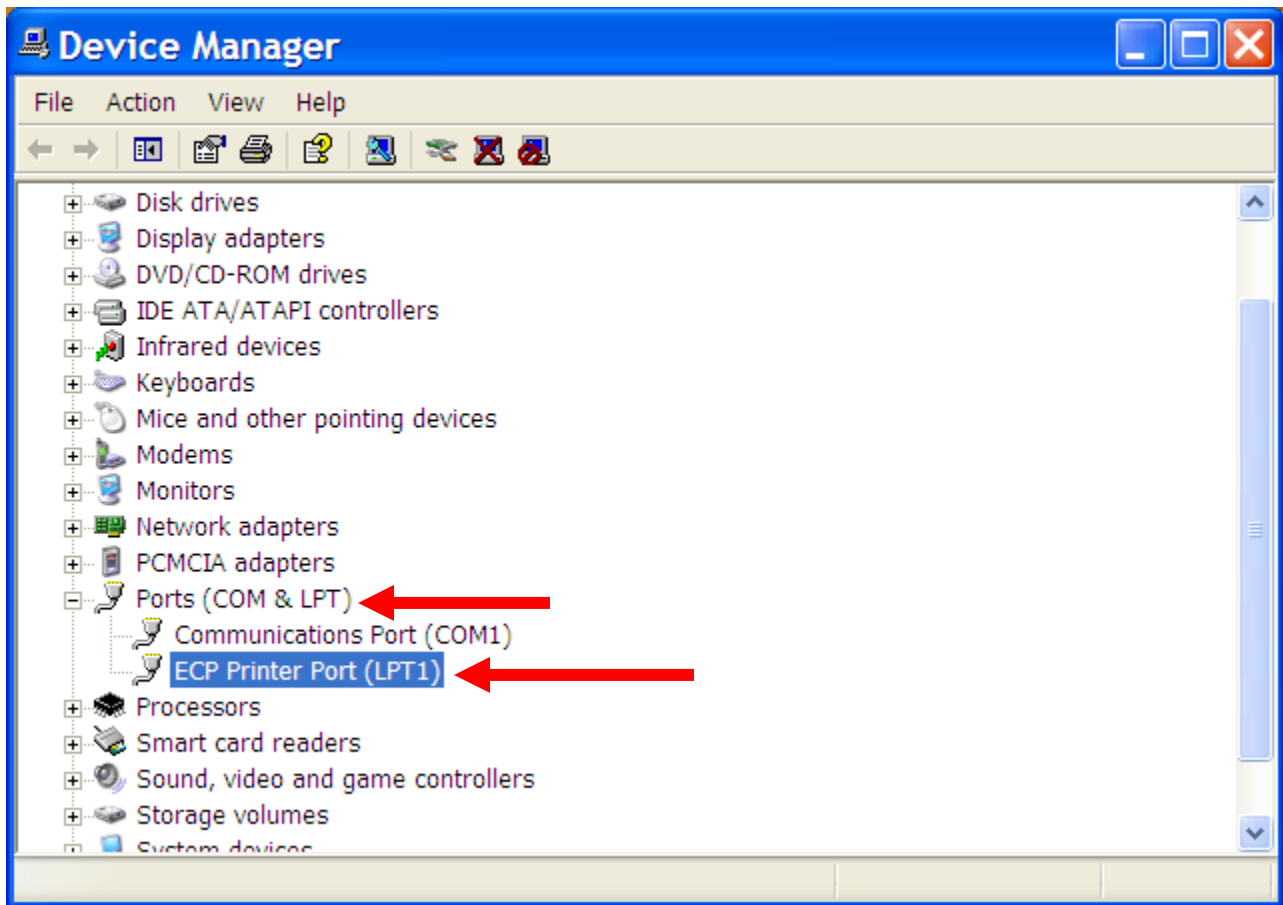 Device Manager
File Action View Help
Disk drives
Display adapters
DVD/CD-ROM drives
IDE ATA/ATAPI controllers
Infrared devices
Keyboards
Mice and other pointing devices
Modems
Monitors
Network adapters
PCMCIA adapters
Ports (COM & LPT)
Communications Port (COM1)
ECP Printer Port (LPT1)
Processors
Smart card readers
Sound, video and game controllers
Storage volumes
System devices